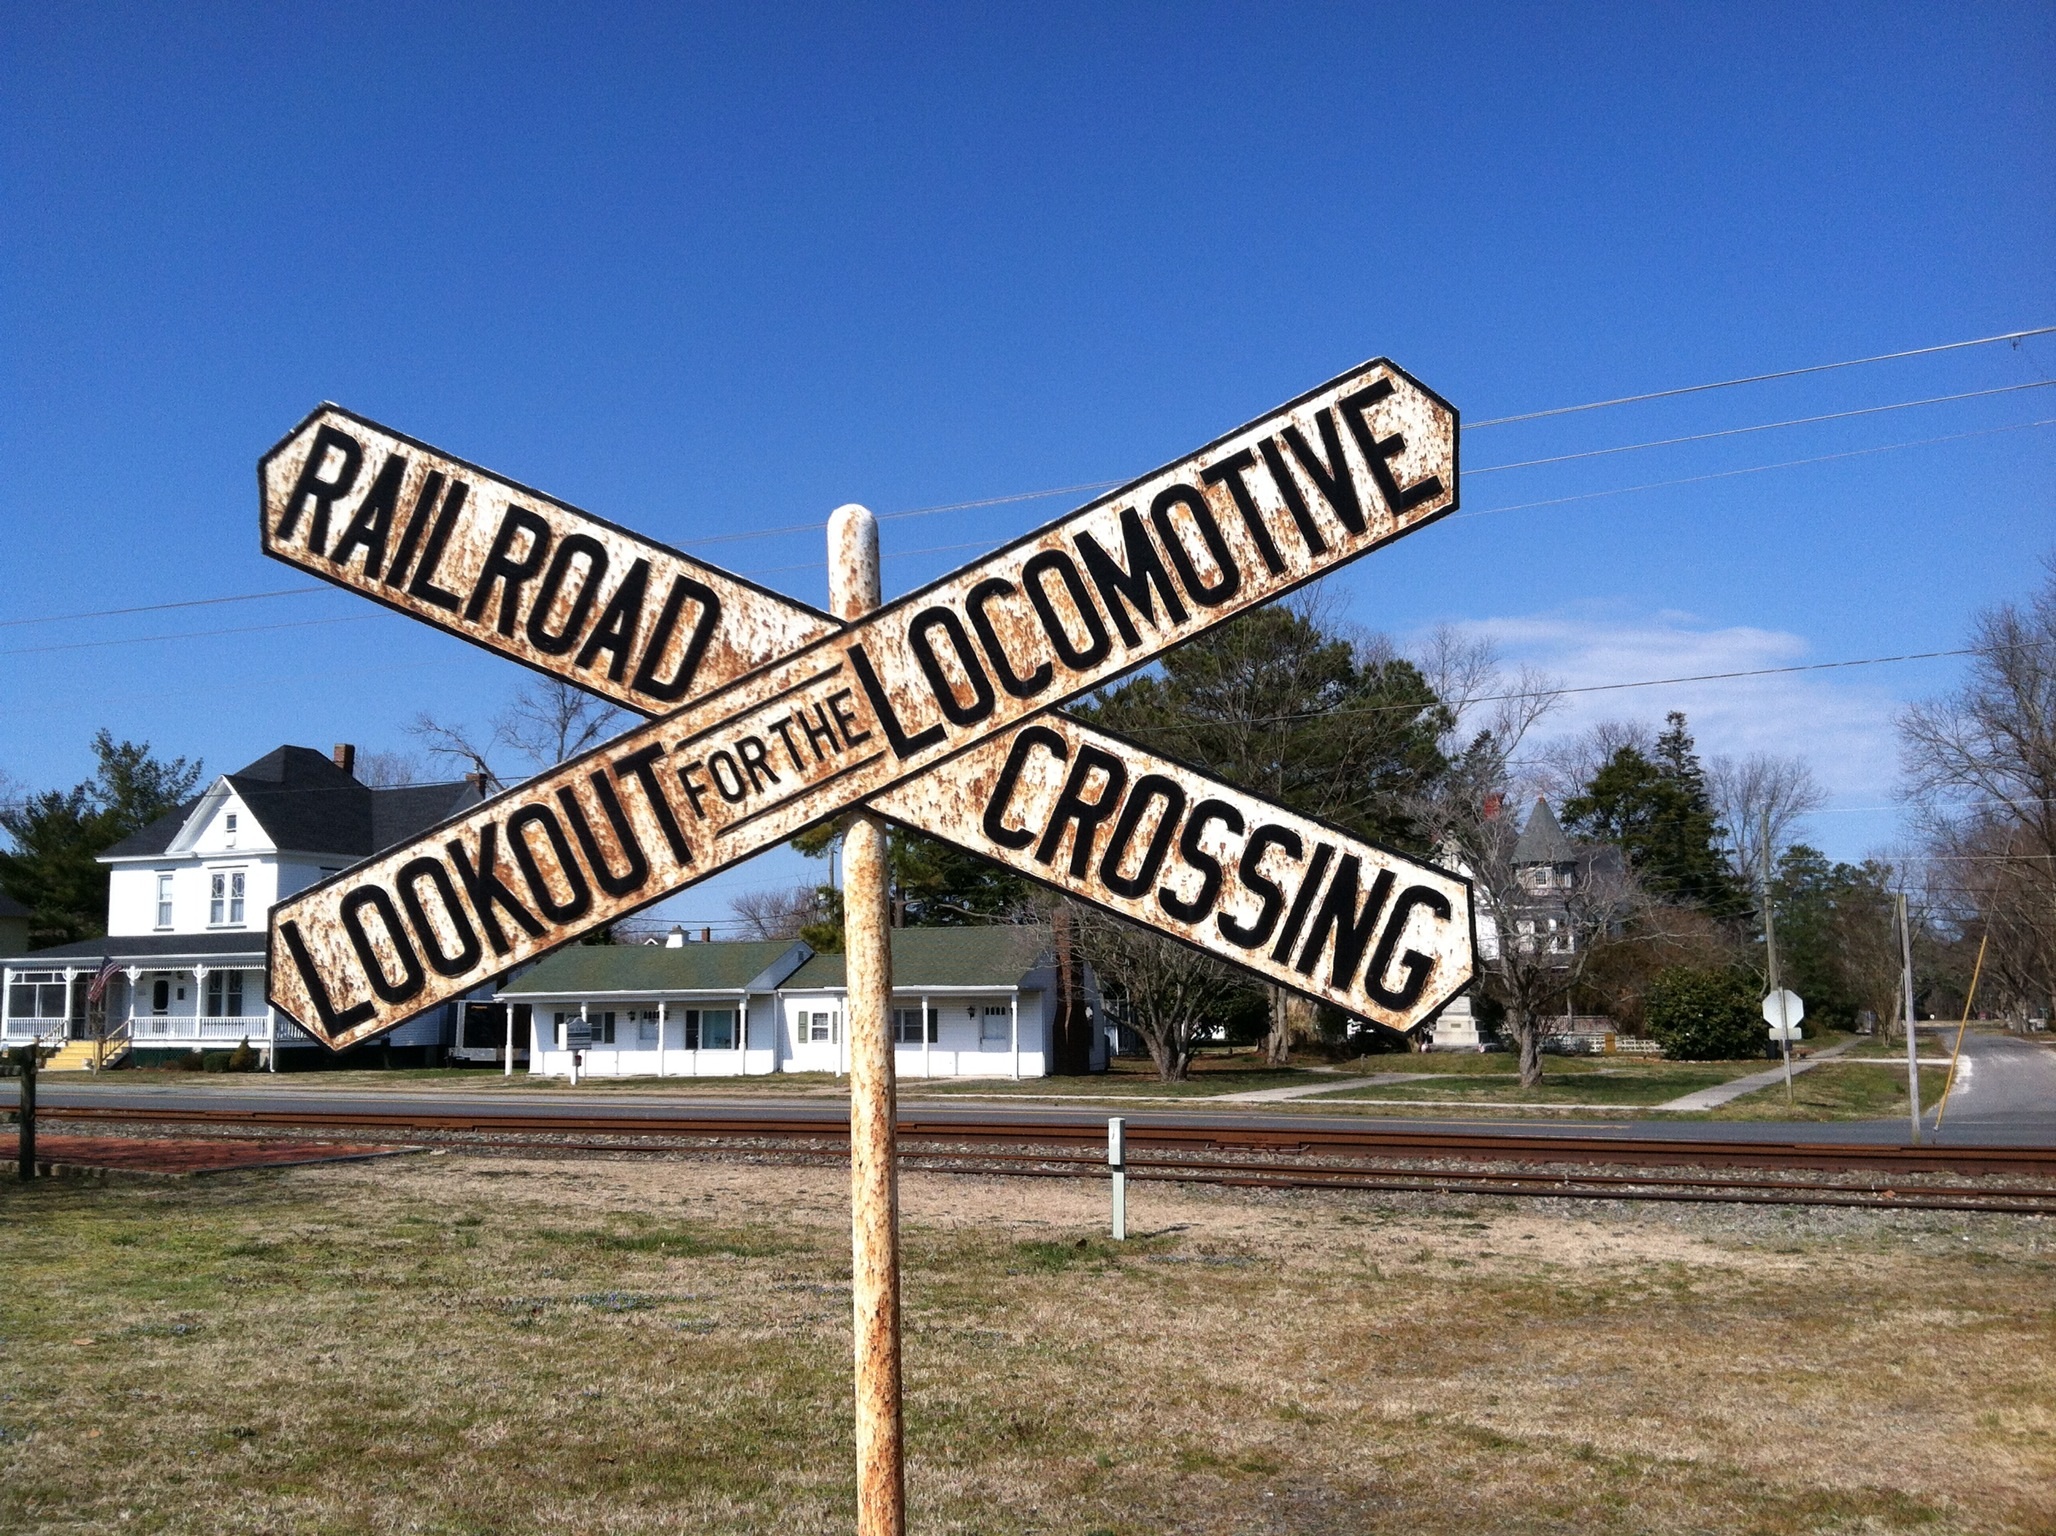 RAILROAD CROSSING
LOOKOUT FOR THE LOCOMOTIVE